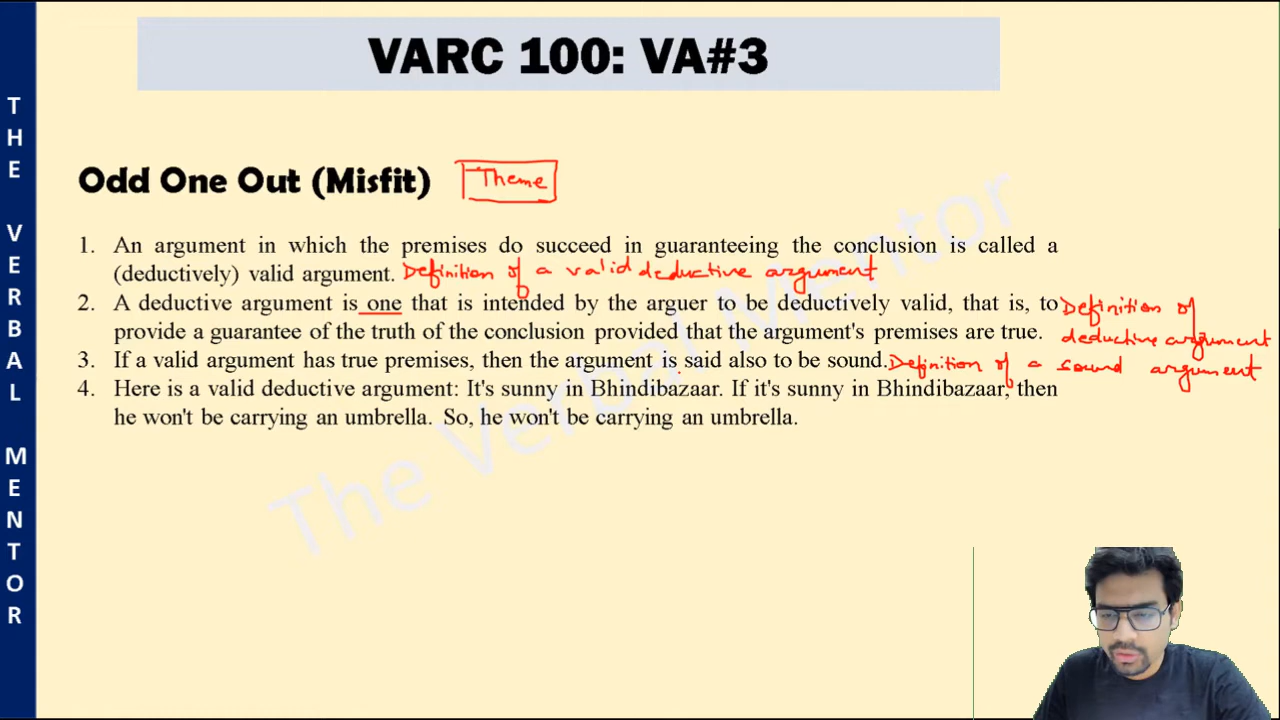 VARC 100: VA#3
THE VERBAL MENTOR
Odd One Out (Misfit) Theme
1. An argument in which the premises do succeed in guaranteeing the conclusion is called a
(deductively) valid argument. Definition of a valid deductive argument
2. A deductive argument is one that is intended by the arguer to be deductively valid, that is, to Definition of
provide a guarantee of the truth of the conclusion provided that the argument's premises are true. deductive argument
3. If a valid argument has true premises, then the argument is said also to be sound. Definition of a sound argument
4. Here is a valid deductive argument: It's sunny in Bhindibazaar. If it's sunny in Bhindibazaar, then
he won't be carrying an umbrella. So, he won't be carrying an umbrella.
The Verbal Mentor